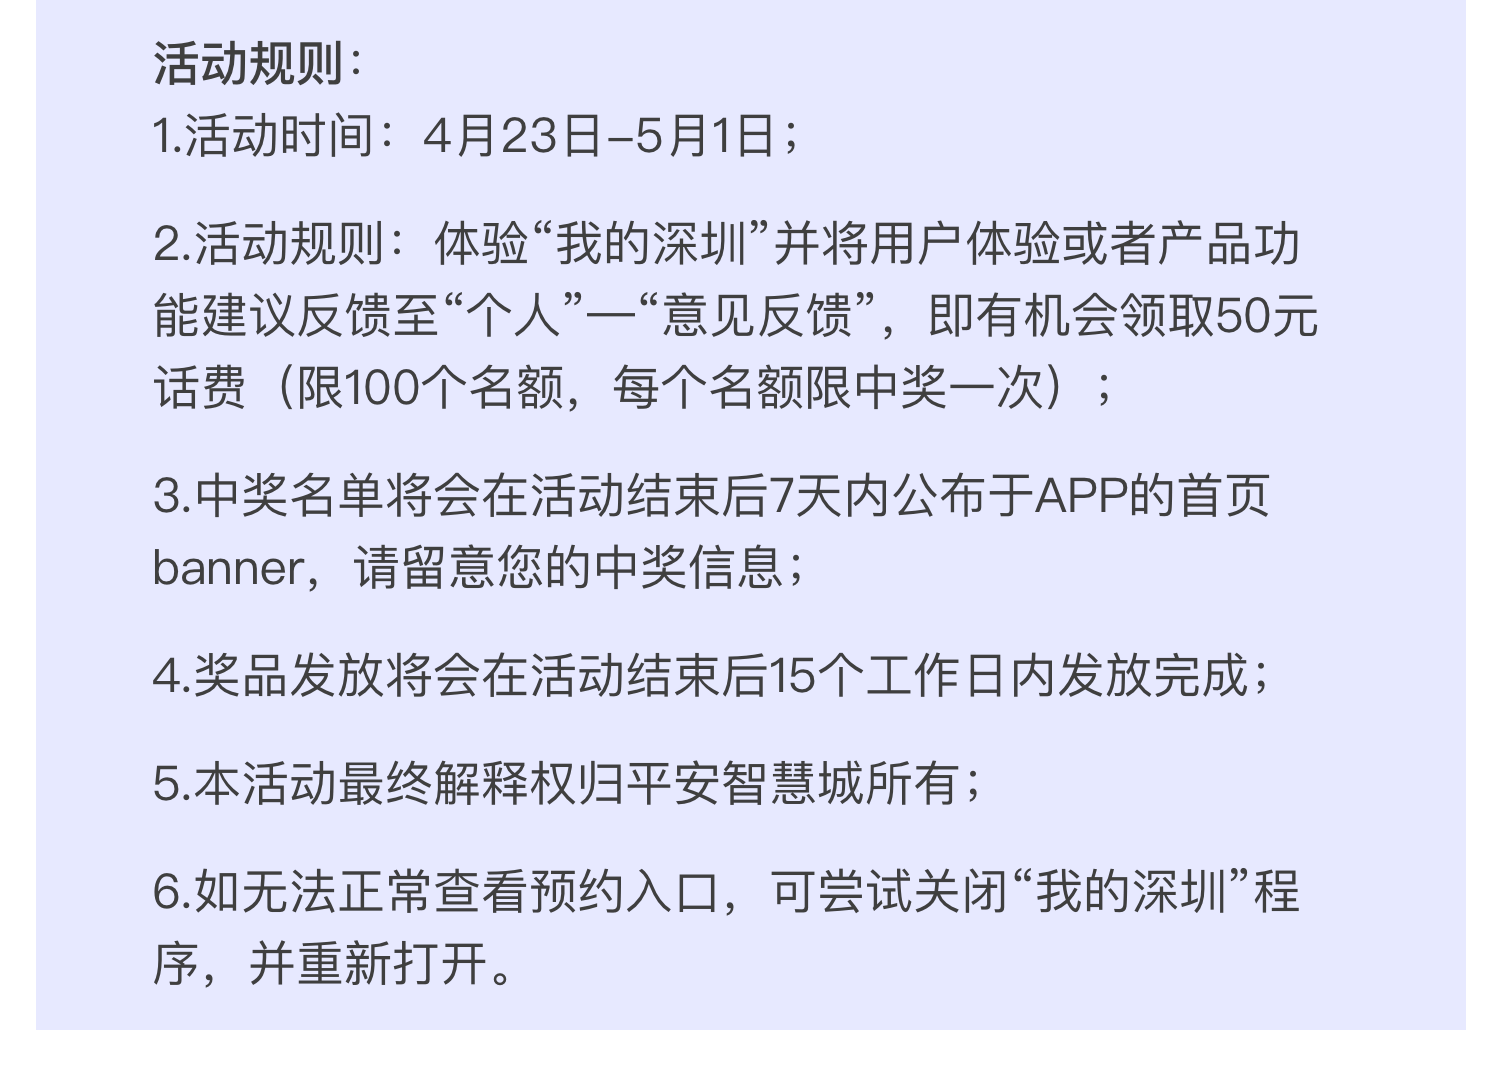 活动规则：
1.活动时间：4月23日–5月1日；
2.活动规则：体验“我的深圳”并将用户体验或者产品功
能建议反馈至“个人”—“意见反馈”，即有机会领取50元
话费（限100个名额，每个名额限中奖一次）；
3.中奖名单将会在活动结束后7天内公布于APP的首页
banner，请留意您的中奖信息；
4.奖品发放将会在活动结束后15个工作日内发放完成；
5.本活动最终解释权归平安智慧城所有；
6.如无法正常查看预约入口，可尝试关闭“我的深圳”程
序，并重新打开。